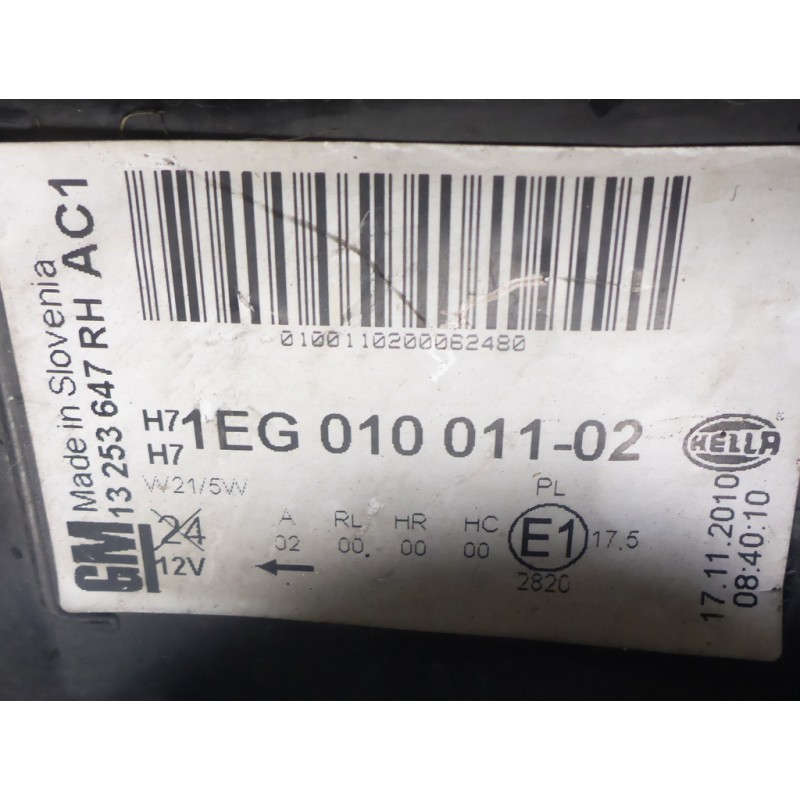 Made in Slovenia
13 253 647 RH AC1
GM
0100110200062480
H7
H7
1EG 010 011-02
HELLA
W21/5W
24
12V
A RL HR HC PL
02 00. 00 00 E1 17.5
2820
17.11.2010
08:40:10